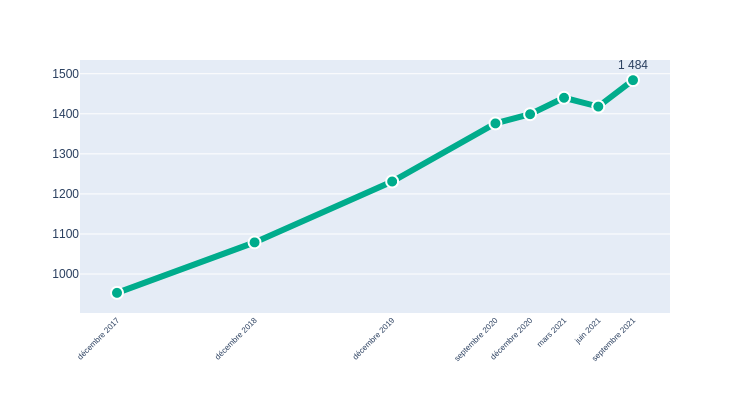 1 484
1500
1400
1300
1200
1100
1000
décembre 2017
décembre 2018
décembre 2019
septembre 2020
décembre 2020
mars 2021
juin 2021
septembre 2021